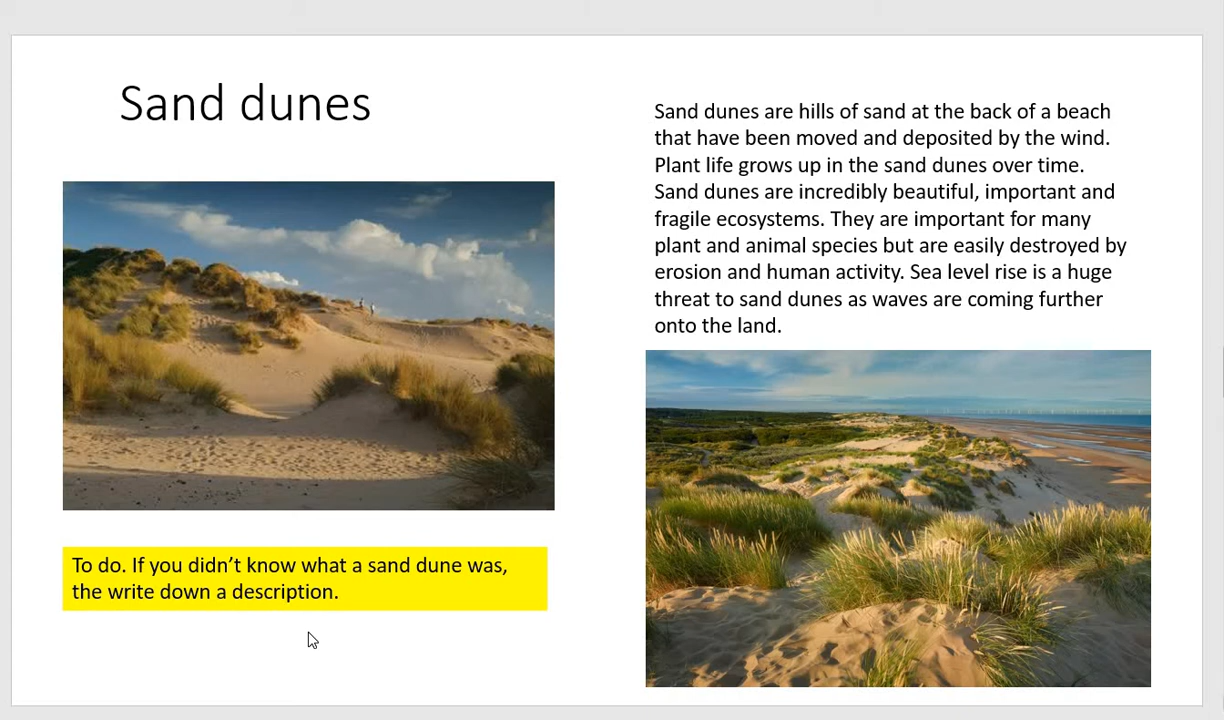 Sand dunes
Sand dunes are hills of sand at the back of a beach
that have been moved and deposited by the wind.
Plant life grows up in the sand dunes over time.
Sand dunes are incredibly beautiful, important and
fragile ecosystems. They are important for many
plant and animal species but are easily destroyed by
erosion and human activity. Sea level rise is a huge
threat to sand dunes as waves are coming further
onto the land.
To do. If you didn’t know what a sand dune was,
the write down a description.